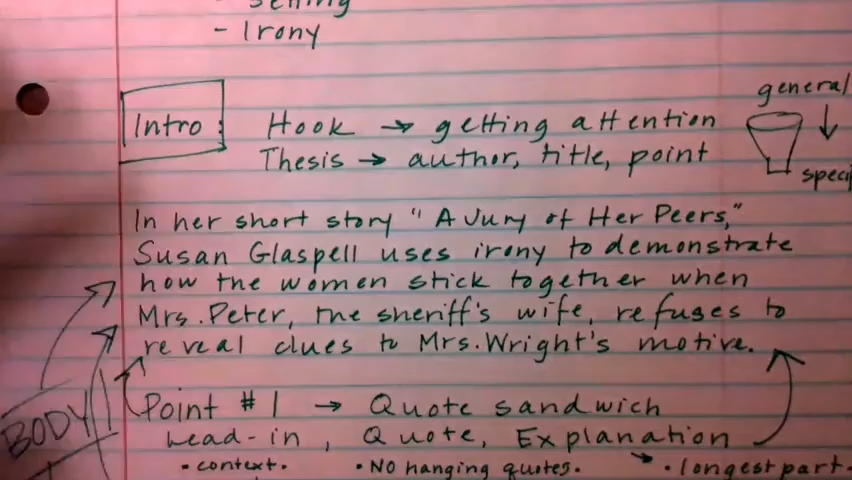 - Setting
- Irony
general
Intro Hook → getting attention
Thesis → author, title, point
In her short story "A Jury of Her Peers,"
Susan Glaspell uses irony to demonstrate
how the women stick together when
Mrs. Peter, the sheriff's wife, refuses to
reveal clues to Mrs. Wright's motive.
BODY
Point #1 → Quote sandwich
Lead-in, Quote, Explanation
• context. • NO hanging quotes. → • longest part.